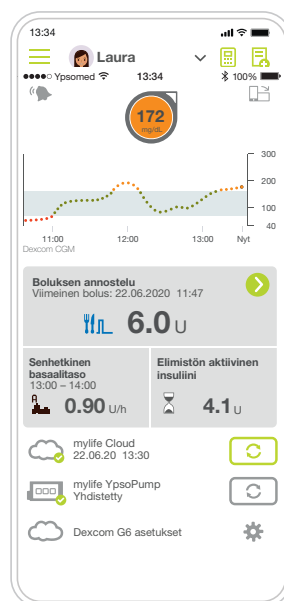 13:34
Laura
Ypsomed 13:34 100%
172
mg/dL
300
200
100
40
11:00 12:00 13:00 Nyt
Dexcom CGM
Boluksen annostelu
Viimeinen bolus: 22.06.2020 11:47
6.0 U
Senhetkinen
basaalitaso
13:00 – 14:00
A
0.90 U/h
Elimistön aktiivinen
insuliini
4.1 U
mylife Cloud
22.06.20 13:30
mylife YpsoPump
Yhdistetty
Dexcom G6 asetukset